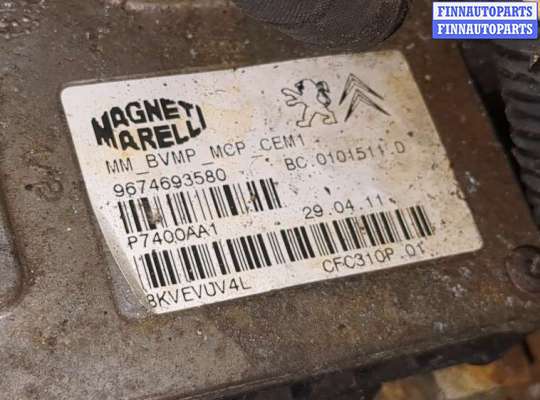 FINNAUTOPARTS
FINNAUTOPARTS
MAGNETI
MARELLI
MM_BVMP_MCP_CEM1
9674693580
BC.0101511.D
P7400AA1
29.04.11
8KVEVUV4L
CFC310P.01